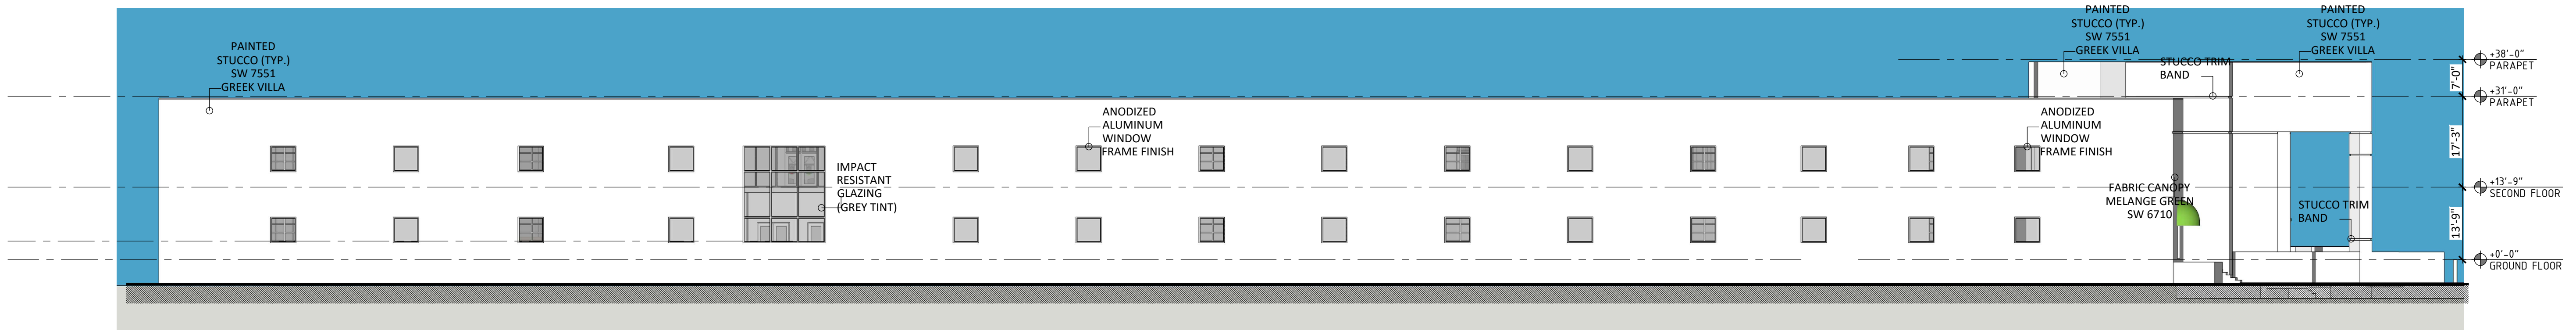 PAINTED
STUCCO (TYP.)
SW 7551
GREEK VILLA
ANODIZED
ALUMINUM
WINDOW
FRAME FINISH
IMPACT
RESISTANT
GLAZING
(GREY TINT)
ANODIZED
ALUMINUM
WINDOW
FRAME FINISH
PAINTED
STUCCO (TYP.)
SW 7551
GREEK VILLA
STUCCO TRIM
BAND
PAINTED
STUCCO (TYP.)
SW 7551
GREEK VILLA
FABRIC CANOPY
MELANGE GREEN
SW 6710
STUCCO TRIM
BAND
7'-0"
17'-3"
13'-9"
+38'-0"
PARAPET
+31'-0"
PARAPET
+13'-9"
SECOND FLOOR
+0'-0"
GROUND FLOOR